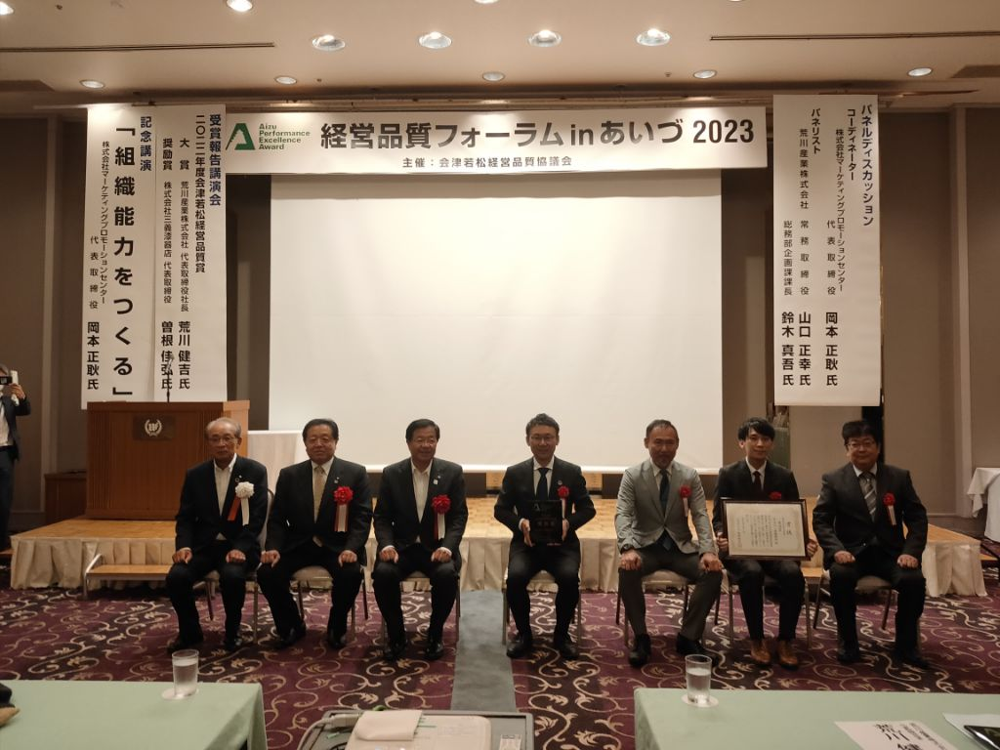 Aizu
Performance
Excellence
Award
経営品質フォーラム in あいづ 2023
主催：会津若松経営品質協議会
受賞報告講演会
二〇二二年度会津若松経営品質賞
大賞 荒川産業株式会社 代表取締役社長 荒川 健吉 氏
奨励賞 株式会社三義漆器店 代表取締役 曽根 佳弘 氏
記念講演
「組織能力をつくる」
株式会社マーケティングプロモーションセンター
代表取締役 岡本 正耿 氏
パネルディスカッション
コーディネーター
株式会社マーケティングプロモーションセンター
代表取締役 岡本 正耿 氏
パネリスト
荒川産業株式会社 常務取締役 山口 正幸 氏
総務部企画課課長 鈴木 真吾 氏
賞状
荒川